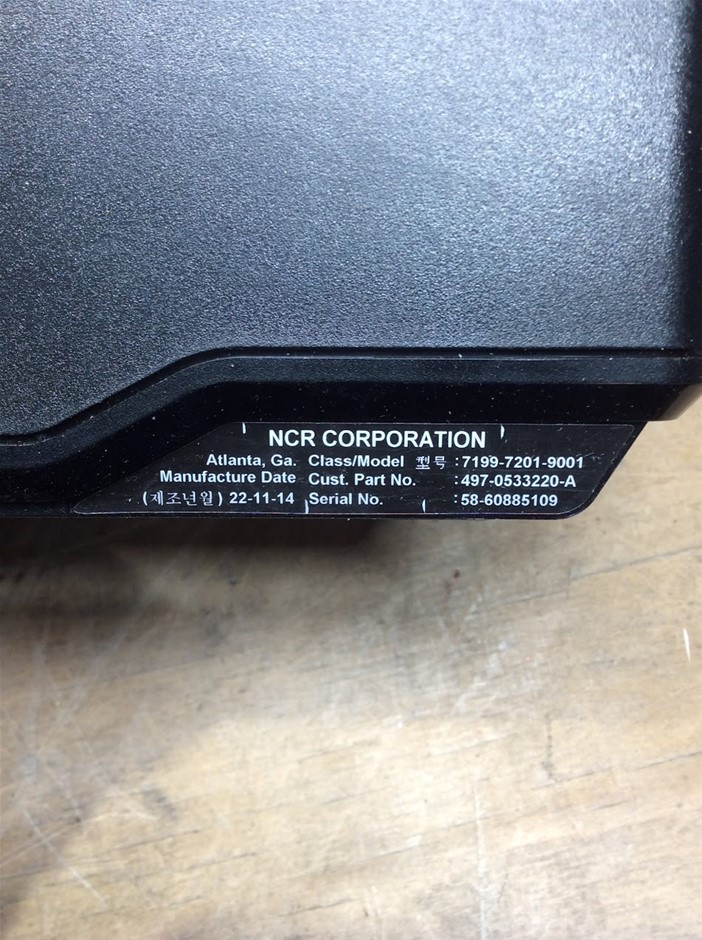 NCR CORPORATION
Atlanta, Ga. Class/Model 型号 :7199-7201-9001
Manufacture Date Cust. Part No. :497-0533220-A
(제조년월) 22-11-14 Serial No. :58-60885109